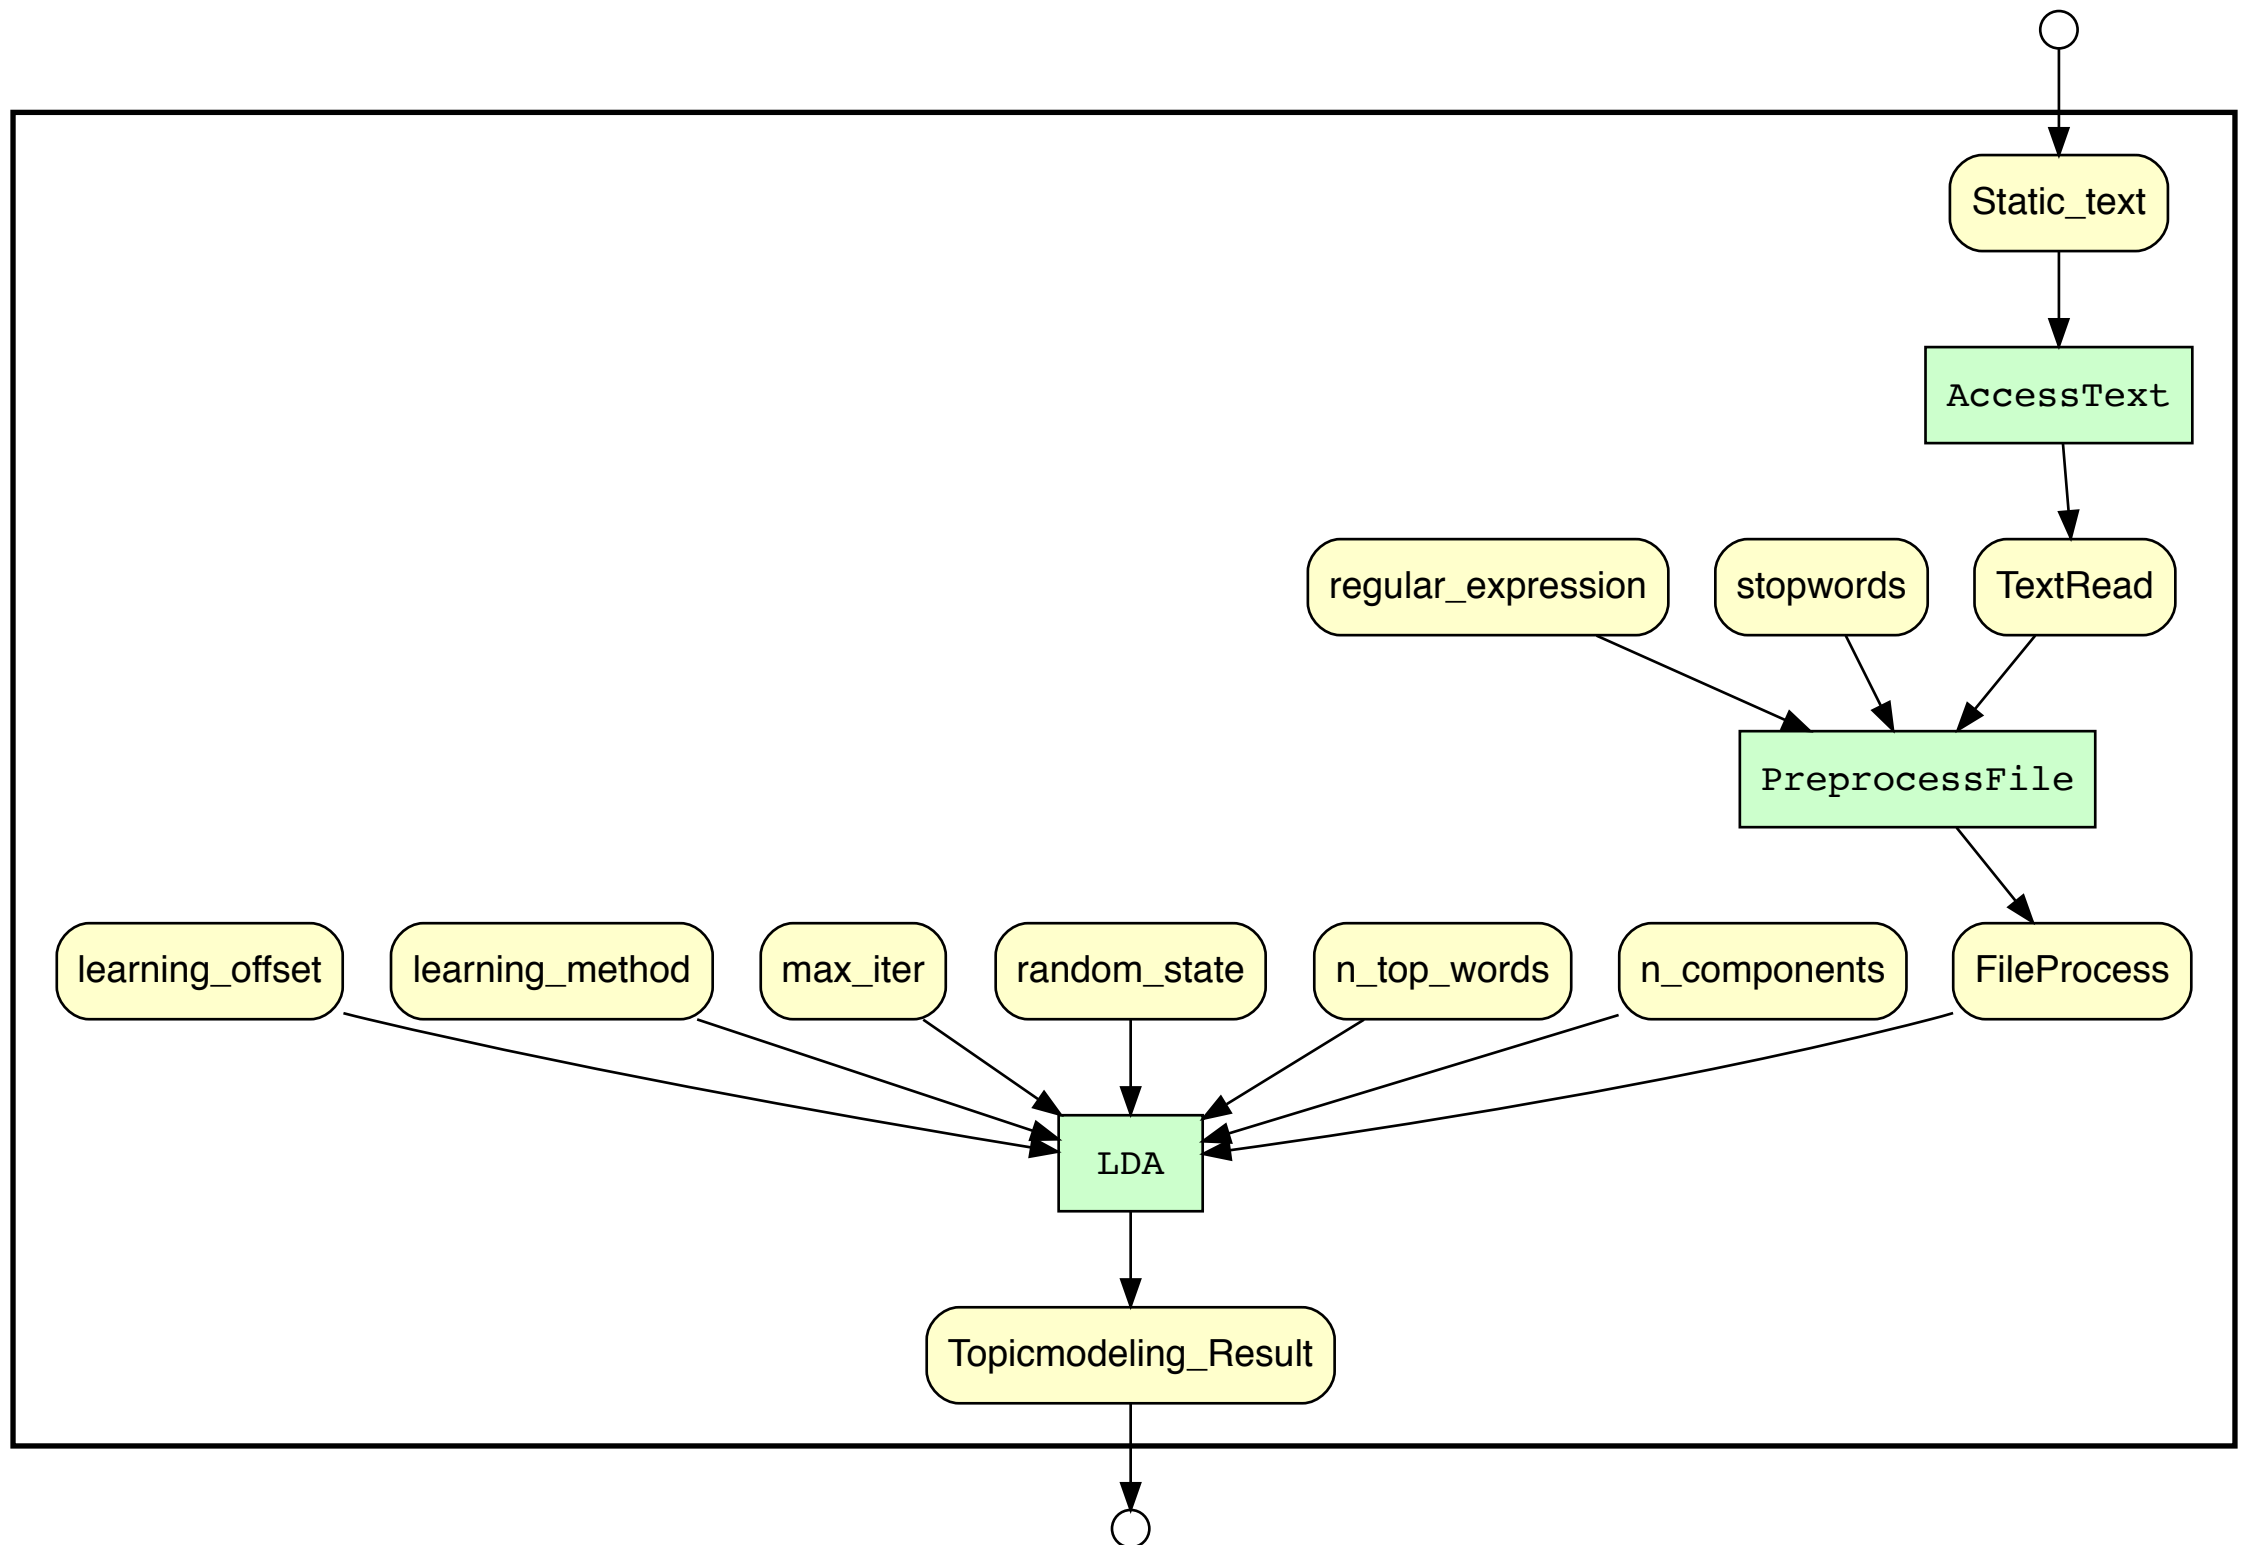 Static_text
AccessText
regular_expression
stopwords
TextRead
PreprocessFile
learning_offset
learning_method
max_iter
random_state
n_top_words
n_components
FileProcess
LDA
Topicmodeling_Result